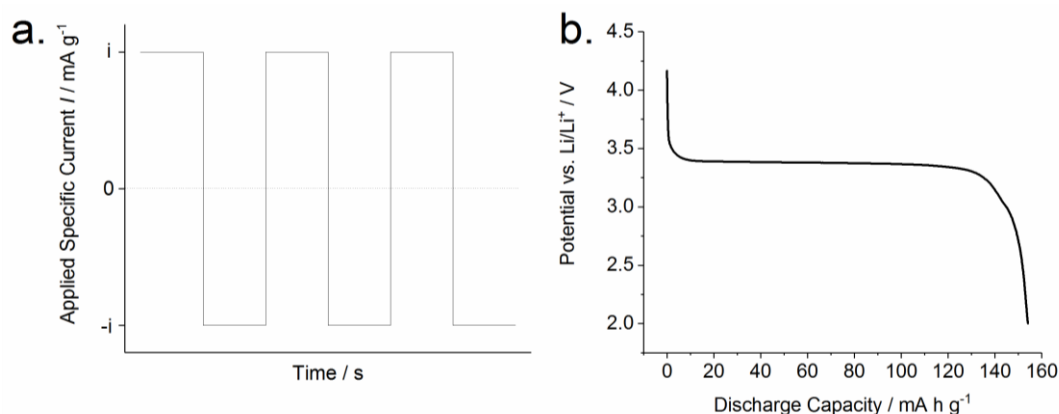 a.
Applied Specific Current I / mA g⁻¹
i
0
-i
Time / s
b.
Potential vs. Li/Li⁺ / V
4.5
4.0
3.5
3.0
2.5
2.0
0 20 40 60 80 100 120 140 160
Discharge Capacity / mA h g⁻¹